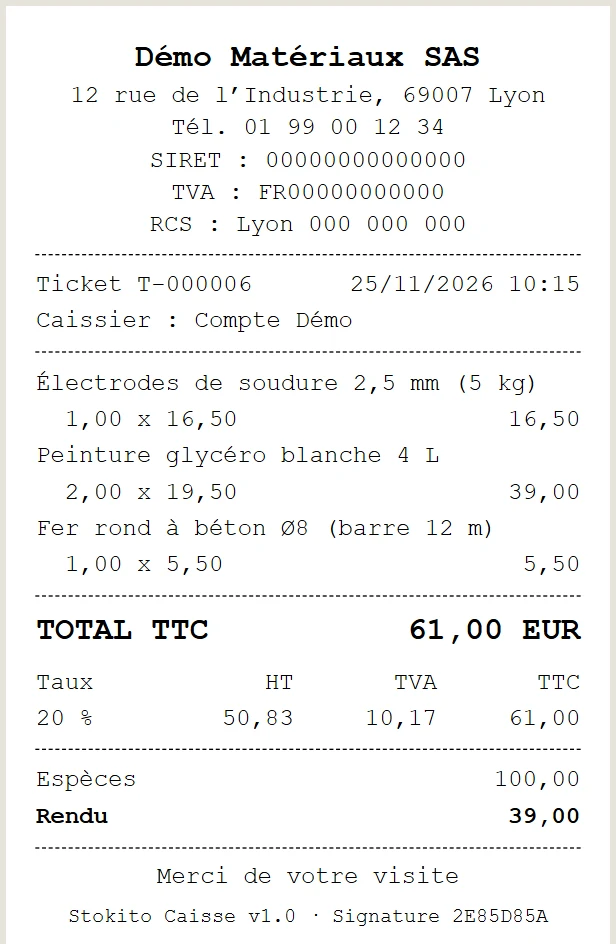 Démo Matériaux SAS
12 rue de l’Industrie, 69007 Lyon
Tél. 01 99 00 12 34
SIRET : 00000000000000
TVA : FR00000000000
RCS : Lyon 000 000 000
Ticket T-000006 25/11/2026 10:15
Caissier : Compte Démo
Électrodes de soudure 2,5 mm (5 kg)
1,00 x 16,50 16,50
Peinture glycéro blanche 4 L
2,00 x 19,50 39,00
Fer rond à béton Ø8 (barre 12 m)
1,00 x 5,50 5,50
TOTAL TTC 61,00 EUR
Taux HT TVA TTC
20 % 50,83 10,17 61,00
Espèces 100,00
Rendu 39,00
Merci de votre visite
Stokito Caisse v1.0 · Signature 2E85D85A